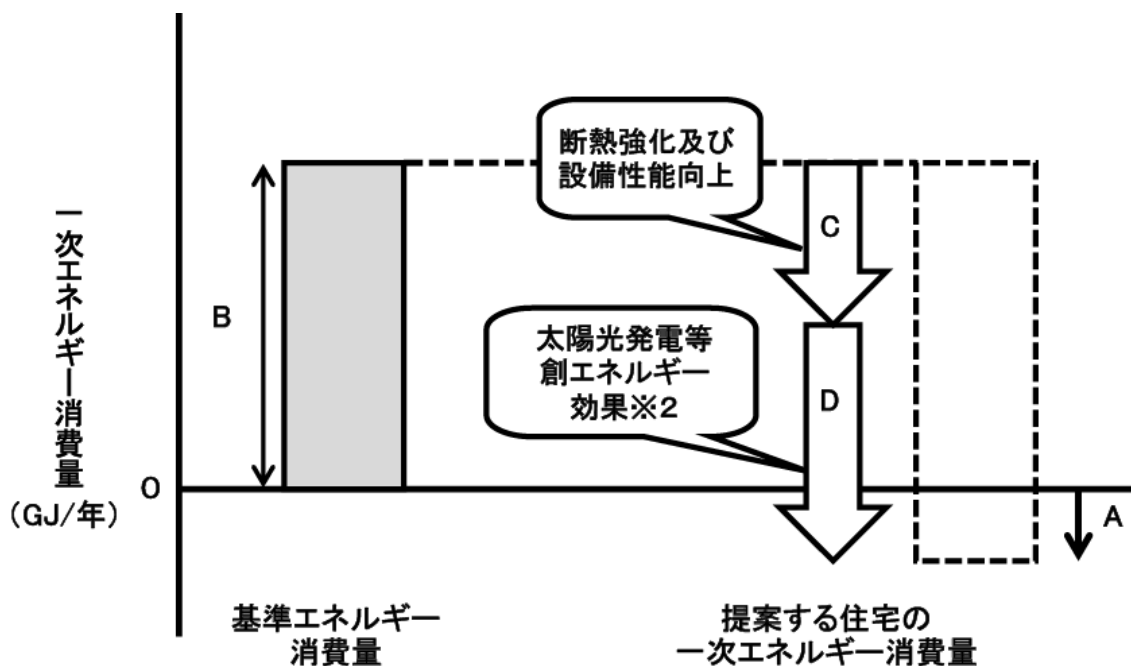 断熱強化及び
設備性能向上
C
一次エネルギー消費量
(GJ/年)
B
太陽光発電等
創エネルギー
効果※2
D
0
A
基準エネルギー
消費量
提案する住宅の
一次エネルギー消費量